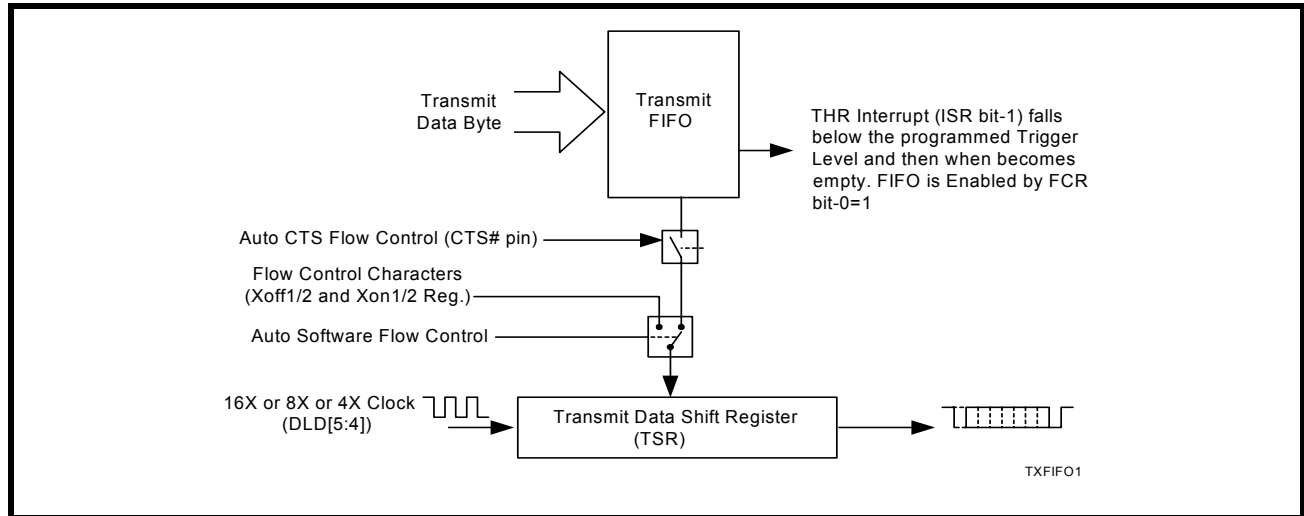 Transmit
Data Byte
Transmit
FIFO
THR Interrupt (ISR bit-1) falls
below the programmed Trigger
Level and then when becomes
empty. FIFO is Enabled by FCR
bit-0=1
Auto CTS Flow Control (CTS# pin)
Flow Control Characters
(Xoff1/2 and Xon1/2 Reg.)
Auto Software Flow Control
16X or 8X or 4X Clock
(DLD[5:4])
Transmit Data Shift Register
(TSR)
TXFIFO1